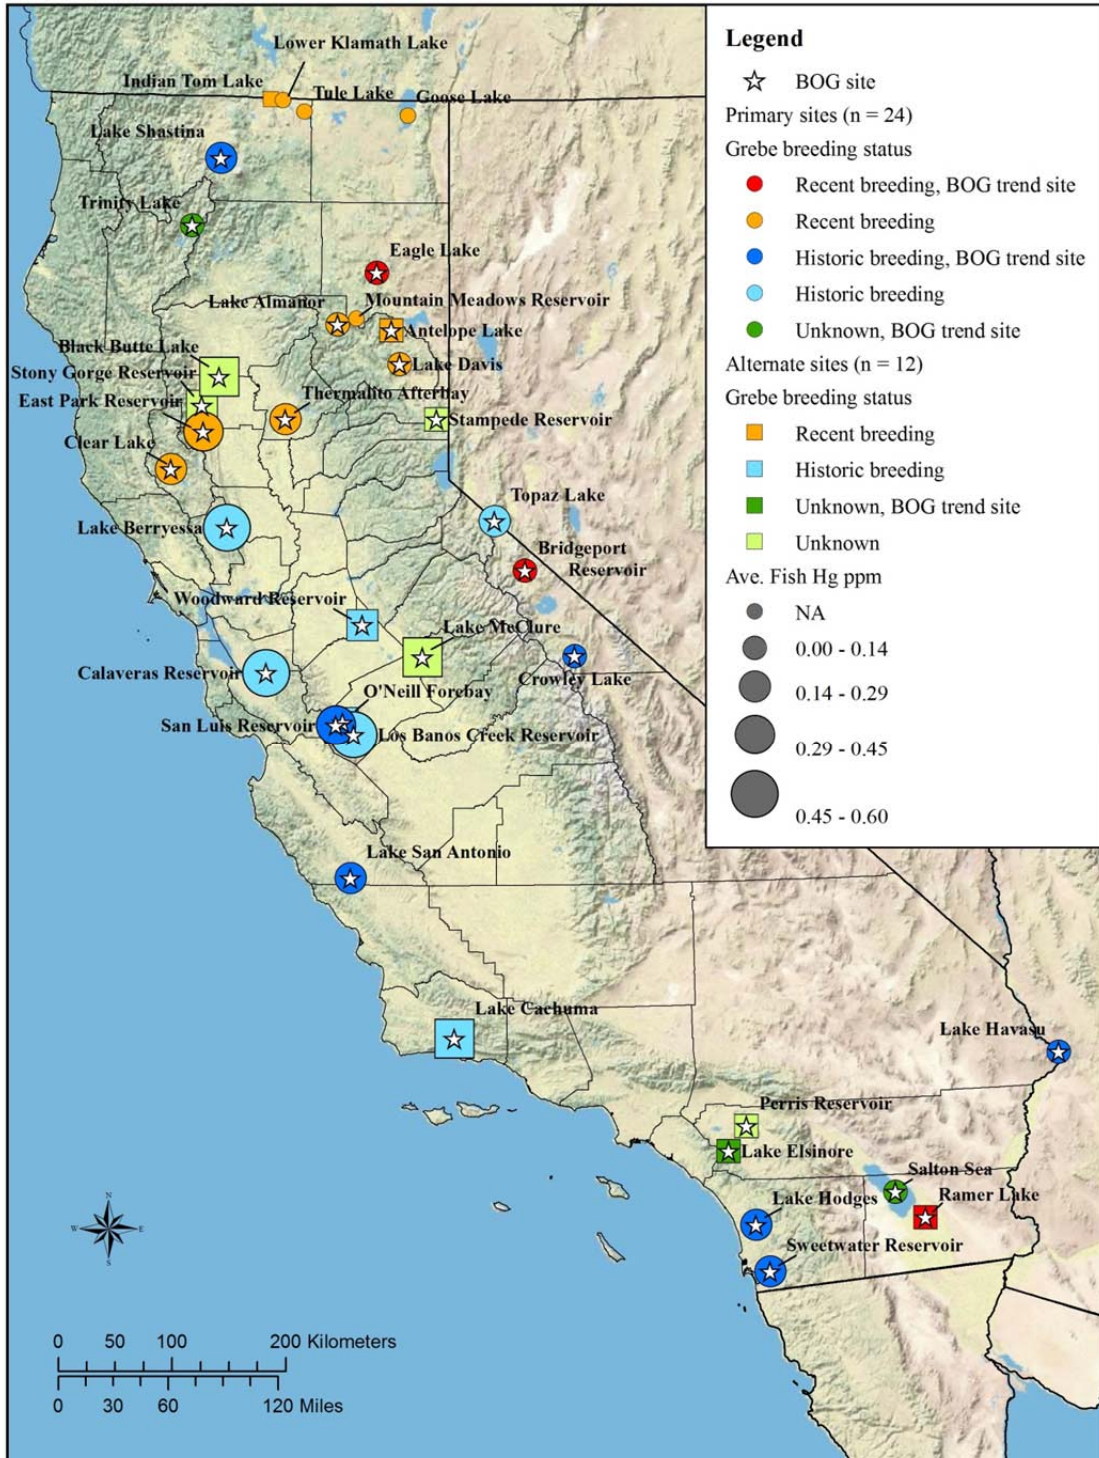 Lower Klamath Lake
Indian Tom Lake
Tule Lake
Goose Lake
Lake Shastina
Trinity Lake
Eagle Lake
Lake Almanor
Mountain Meadows Reservoir
Antelope Lake
Black Butte Lake
Lake Davis
Stony Gorge Reservoir
Thermalito Afterbay
East Park Reservoir
Stampede Reservoir
Clear Lake
Topaz Lake
Lake Berryessa
Bridgeport
Reservoir
Woodward Reservoir
Lake McClure
Calaveras Reservoir
Crowley Lake
O'Neill Forebay
San Luis Reservoir
Los Banos Creek Reservoir
Lake San Antonio
Lake Cachuma
Lake Havasu
Perris Reservoir
Lake Elsinore
Salton Sea
Lake Hodges
Ramer Lake
Sweetwater Reservoir
Legend
BOG site
Primary sites (n = 24)
Grebe breeding status
Recent breeding, BOG trend site
Recent breeding
Historic breeding, BOG trend site
Historic breeding
Unknown, BOG trend site
Alternate sites (n = 12)
Grebe breeding status
Recent breeding
Historic breeding
Unknown, BOG trend site
Unknown
Ave. Fish Hg ppm
NA
0.00 - 0.14
0.14 - 0.29
0.29 - 0.45
0.45 - 0.60
N
W E
S
0 50 100 200 Kilometers
0 30 60 120 Miles